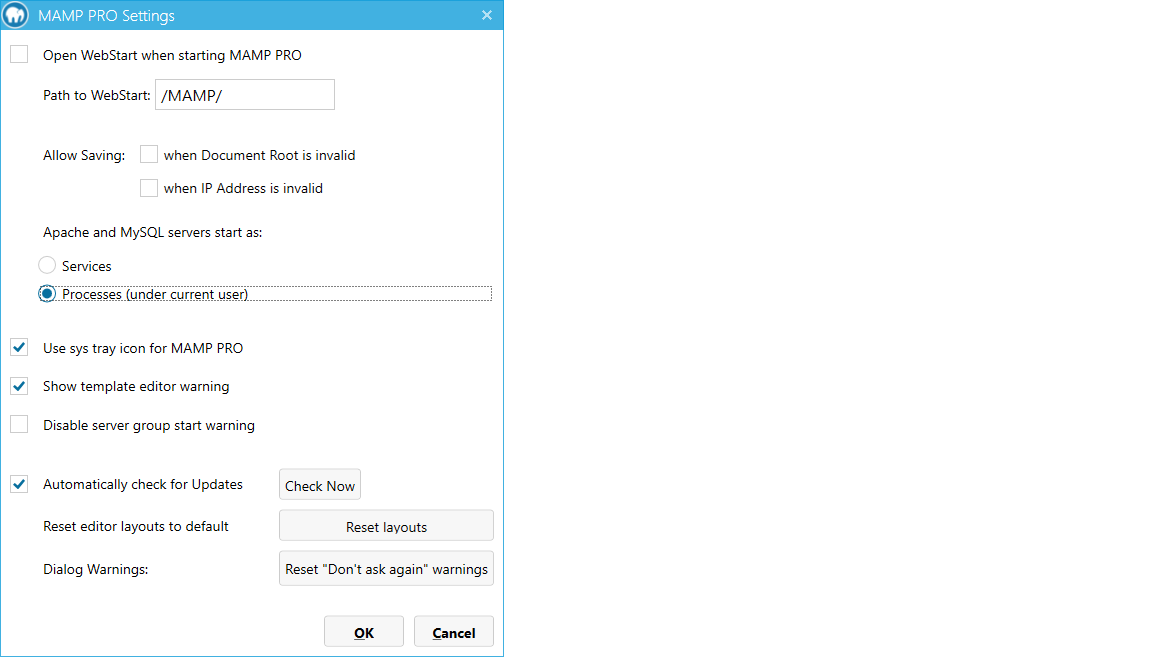 MAMP PRO Settings
Open WebStart when starting MAMP PRO
Path to WebStart: /MAMP/
Allow Saving: when Document Root is invalid
when IP Address is invalid
Apache and MySQL servers start as:
Services
Processes (under current user)
Use sys tray icon for MAMP PRO
Show template editor warning
Disable server group start warning
Automatically check for Updates Check Now
Reset editor layouts to default Reset layouts
Dialog Warnings: Reset "Don't ask again" warnings
OK Cancel